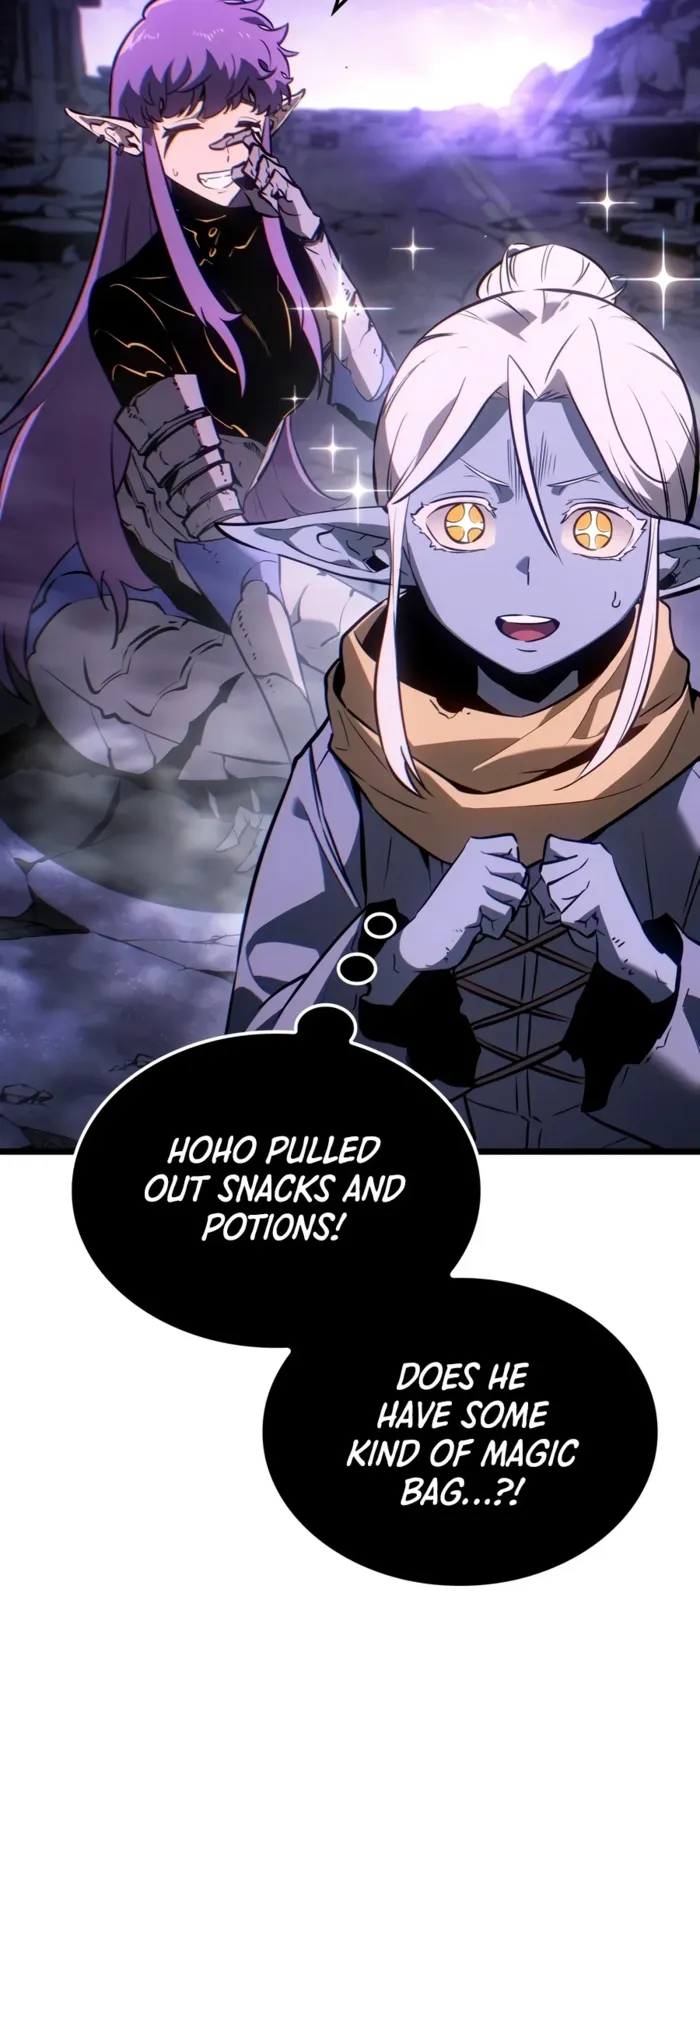 HOHO PULLED
OUT SNACKS AND
POTIONS!
DOES HE
HAVE SOME
KIND OF MAGIC
BAG...?!